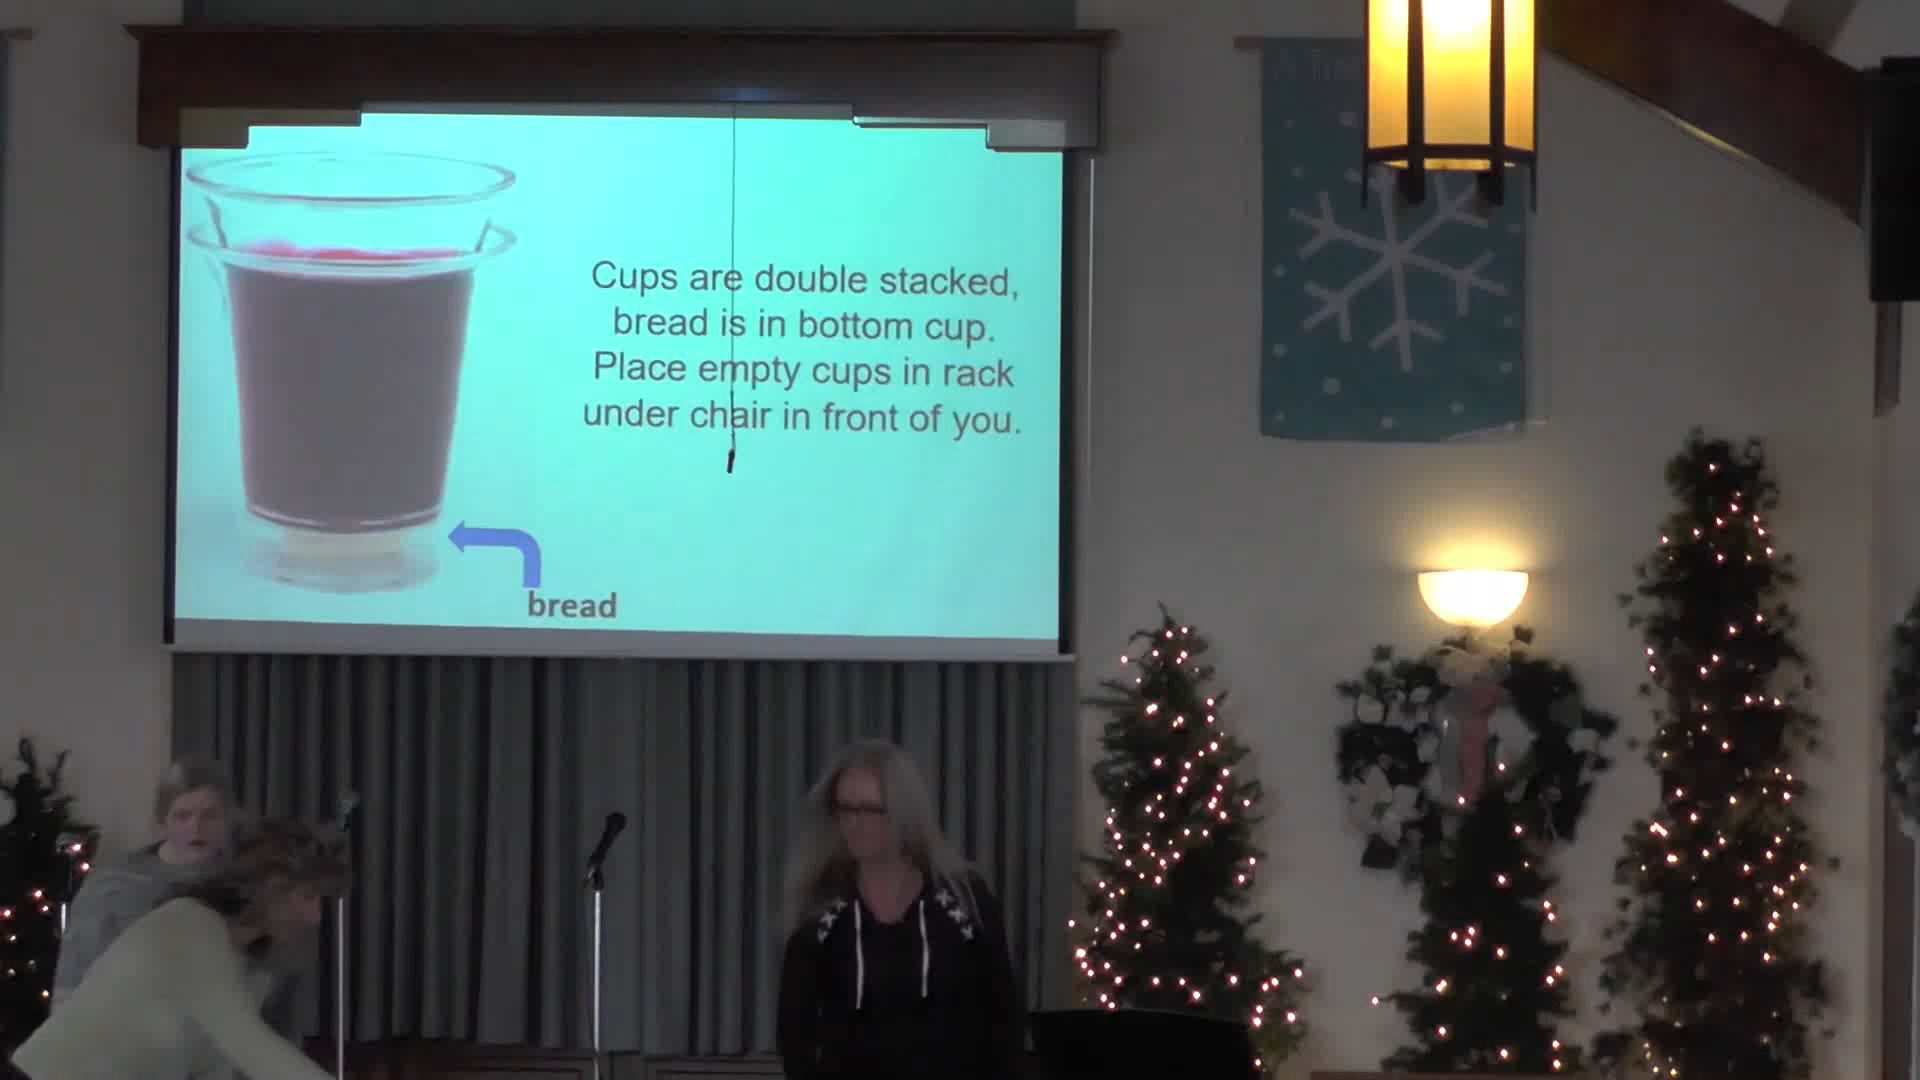 Cups are double stacked,
bread is in bottom cup.
Place empty cups in rack
under chair in front of you.
bread